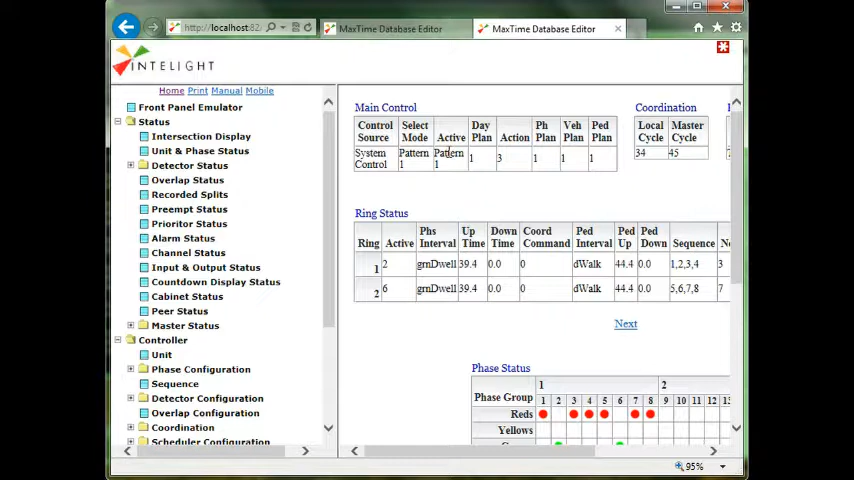 http://localhost:82
MaxTime Database Editor
MaxTime Database Editor
INTELIGHT
Home Print Manual Mobile
Front Panel Emulator
Status
Intersection Display
Unit & Phase Status
Detector Status
Overlap Status
Recorded Splits
Preempt Status
Prioritor Status
Alarm Status
Channel Status
Input & Output Status
Countdown Display Status
Cabinet Status
Peer Status
Master Status
Controller
Unit
Phase Configuration
Sequence
Detector Configuration
Overlap Configuration
Coordination
Scheduler Configuration
Main Control
Control Source Select Mode Active Day Plan Action Ph Plan Veh Plan Ped Plan
System Control Pattern 1 Pattern 1 1 3 1 1 1
Coordination
Local Cycle Master Cycle
34 45
Ring Status
Ring Active Phs Interval Up Time Down Time Coord Command Ped Interval Ped Up Ped Down Sequence
1 2 grnDwell 39.4 0.0 0 dWalk 44.4 0.0 1,2,3,4 3
2 6 grnDwell 39.4 0.0 0 dWalk 44.4 0.0 5,6,7,8 7
Next
Phase Status
1 2
Phase Group 1 2 3 4 5 6 7 8 9 10 11 12
Reds
Yellows
95%